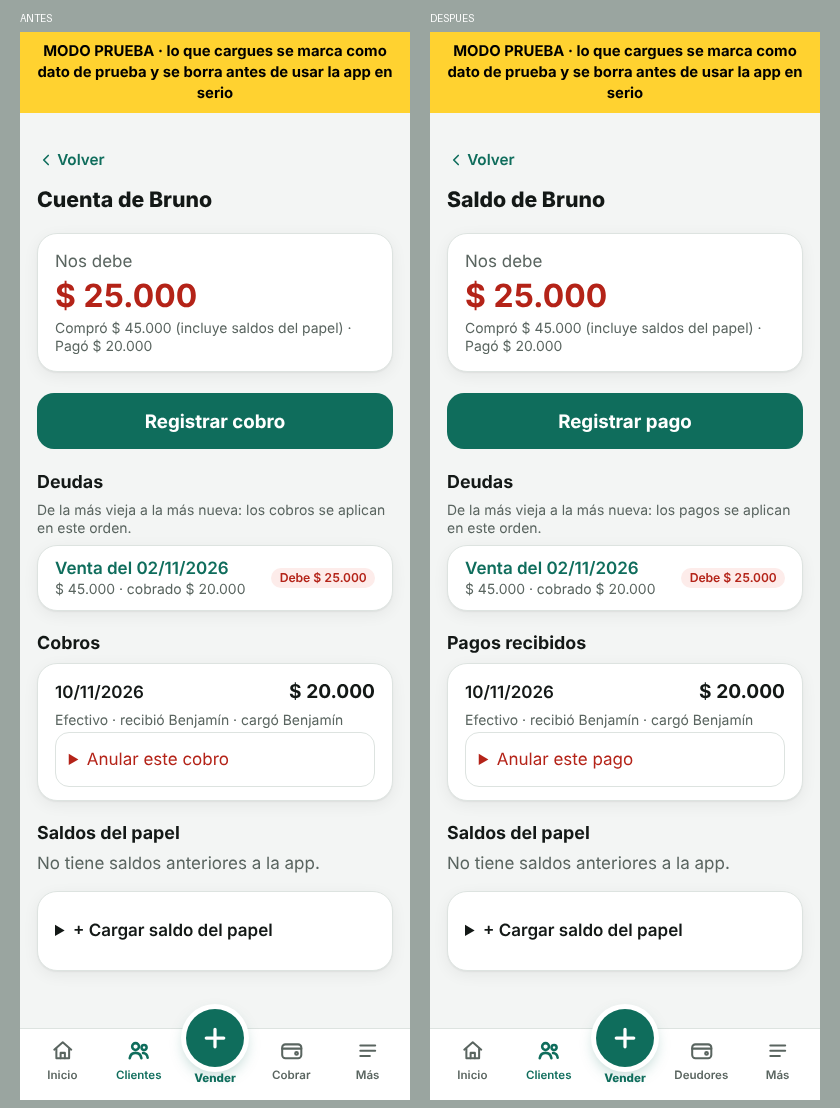 ANTES
MODO PRUEBA · lo que cargues se marca como
dato de prueba y se borra antes de usar la app en
serio
Volver
Cuenta de Bruno
Nos debe
$ 25.000
Compró $ 45.000 (incluye saldos del papel) ·
Pagó $ 20.000
Registrar cobro
Deudas
De la más vieja a la más nueva: los cobros se aplican
en este orden.
Venta del 02/11/2026
$ 45.000 · cobrado $ 20.000
Debe $ 25.000
Cobros
10/11/2026
$ 20.000
Efectivo · recibió Benjamín · cargó Benjamín
Anular este cobro
Saldos del papel
No tiene saldos anteriores a la app.
+ Cargar saldo del papel
Inicio
Clientes
Vender
Cobrar
Más
DESPUES
MODO PRUEBA · lo que cargues se marca como
dato de prueba y se borra antes de usar la app en
serio
Volver
Saldo de Bruno
Nos debe
$ 25.000
Compró $ 45.000 (incluye saldos del papel) ·
Pagó $ 20.000
Registrar pago
Deudas
De la más vieja a la más nueva: los pagos se aplican
en este orden.
Venta del 02/11/2026
$ 45.000 · cobrado $ 20.000
Debe $ 25.000
Pagos recibidos
10/11/2026
$ 20.000
Efectivo · recibió Benjamín · cargó Benjamín
Anular este pago
Saldos del papel
No tiene saldos anteriores a la app.
+ Cargar saldo del papel
Inicio
Clientes
Vender
Deudores
Más